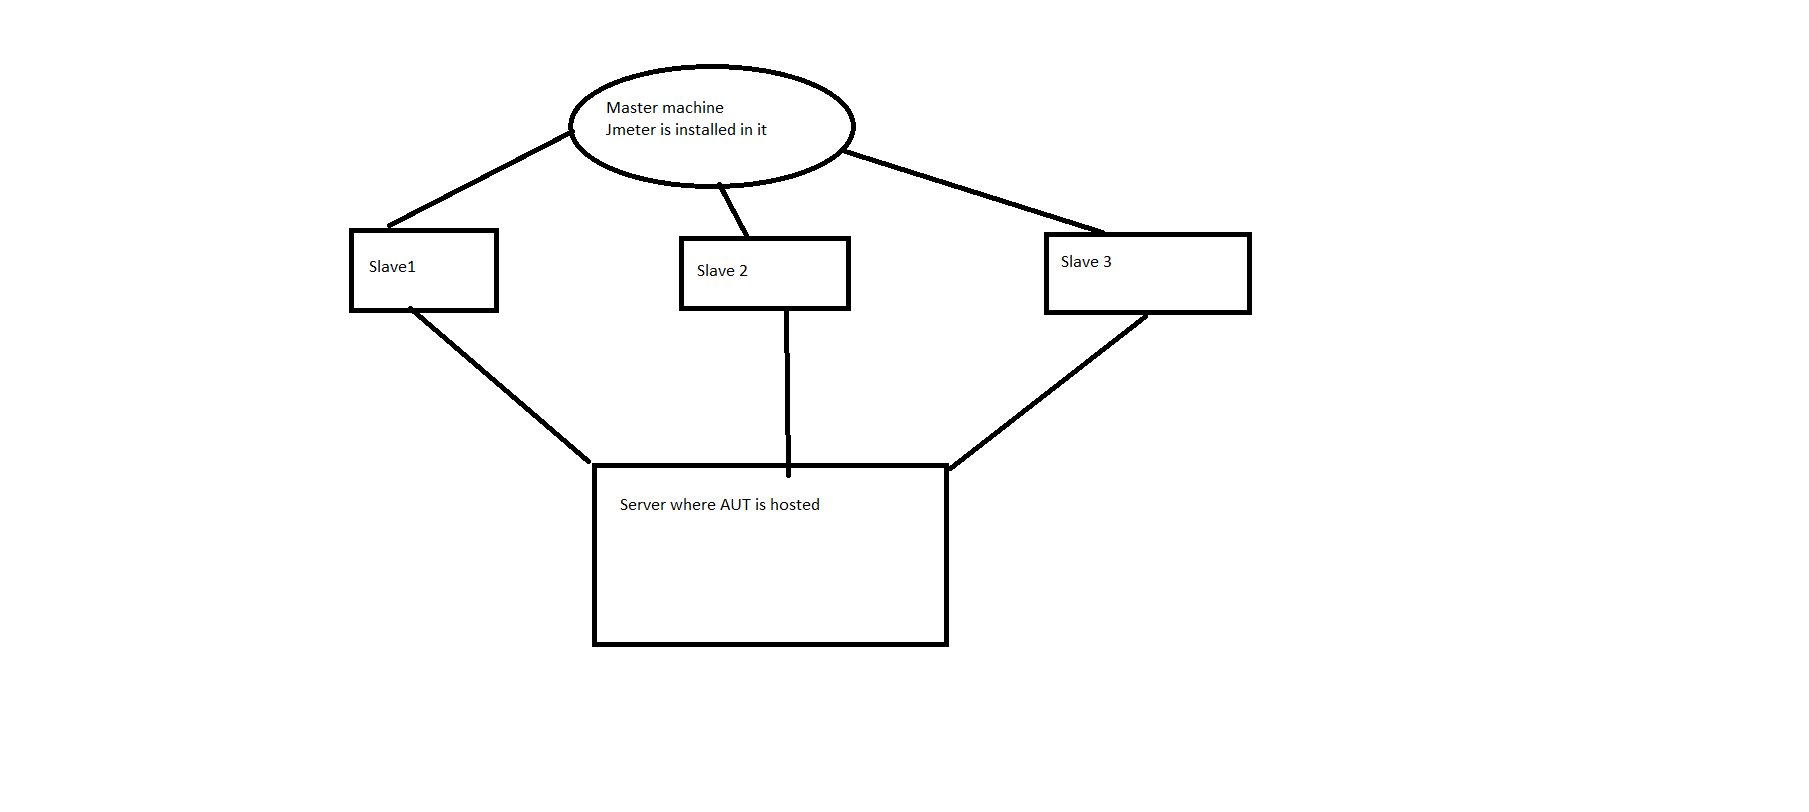 Master machine
Jmeter is installed in it
Slave1
Slave 2
Slave 3
Server where AUT is hosted